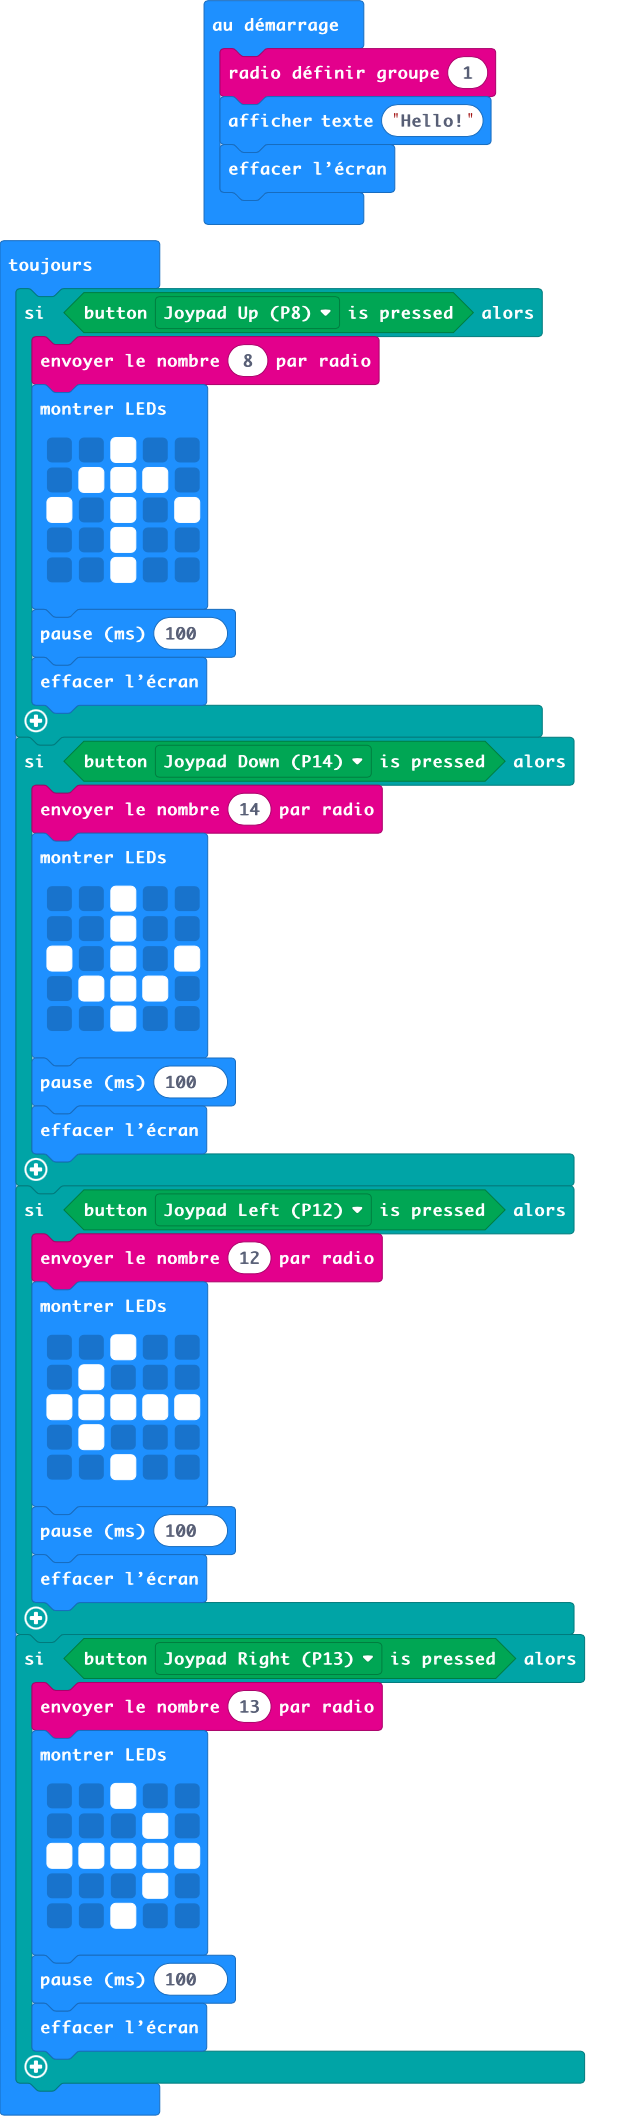 au démarrage
radio définir groupe 1
afficher texte "Hello!"
effacer l’écran
toujours
si button Joypad Up (P8) is pressed alors
envoyer le nombre 8 par radio
montrer LEDs
pause (ms) 100
effacer l’écran
si button Joypad Down (P14) is pressed alors
envoyer le nombre 14 par radio
montrer LEDs
pause (ms) 100
effacer l’écran
si button Joypad Left (P12) is pressed alors
envoyer le nombre 12 par radio
montrer LEDs
pause (ms) 100
effacer l’écran
si button Joypad Right (P13) is pressed alors
envoyer le nombre 13 par radio
montrer LEDs
pause (ms) 100
effacer l’écran